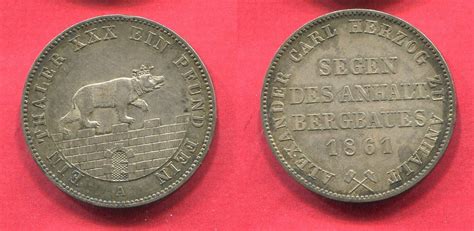 EIN THALER XXX EIN PFUND FEIN
A
ALEXANDER CARL HERZOG ZU ANHALT
SEGEN
DES ANHALT
BERGBAUES
1861